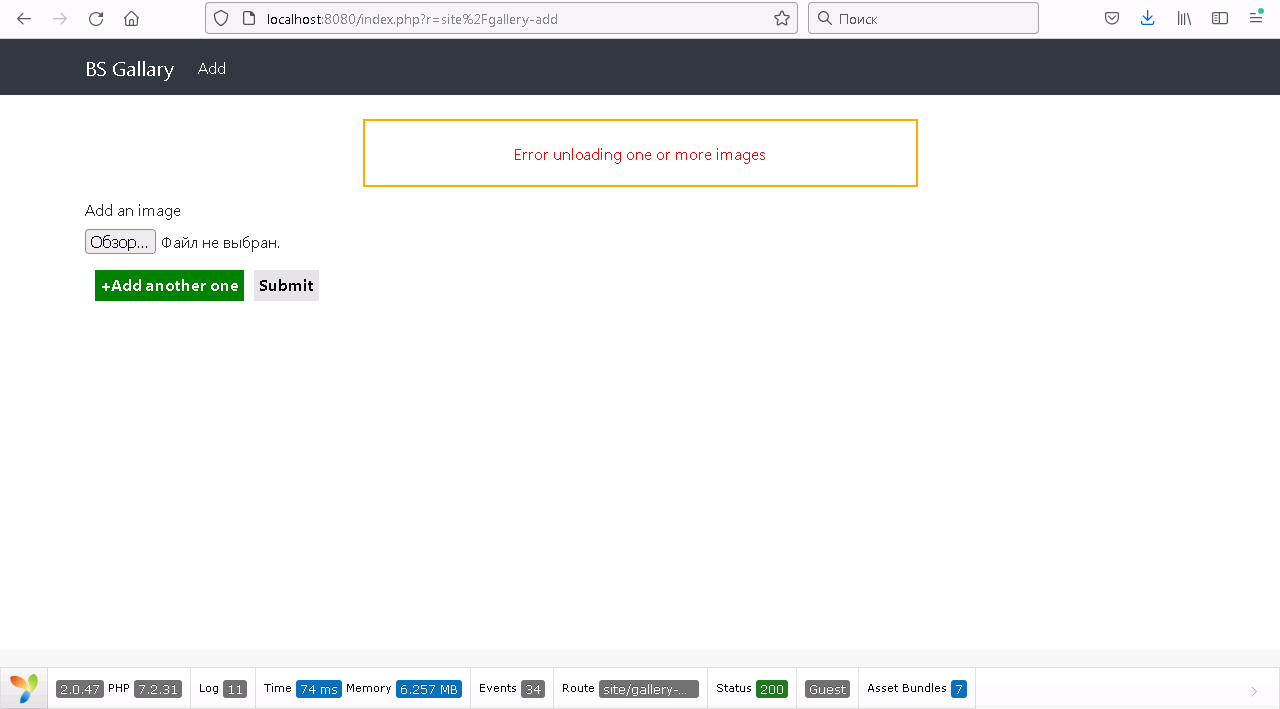 localhost:8080/index.php?r=site%2Fgallery-add
Поиск
BS Gallary Add
Error unloading one or more images
Add an image
Обзор... Файл не выбран.
+Add another one Submit
2.0.47 PHP 7.2.31 Log 11 Time 74 ms Memory 6.257 MB Events 34 Route site/gallery-... Status 200 Guest Asset Bundles 7